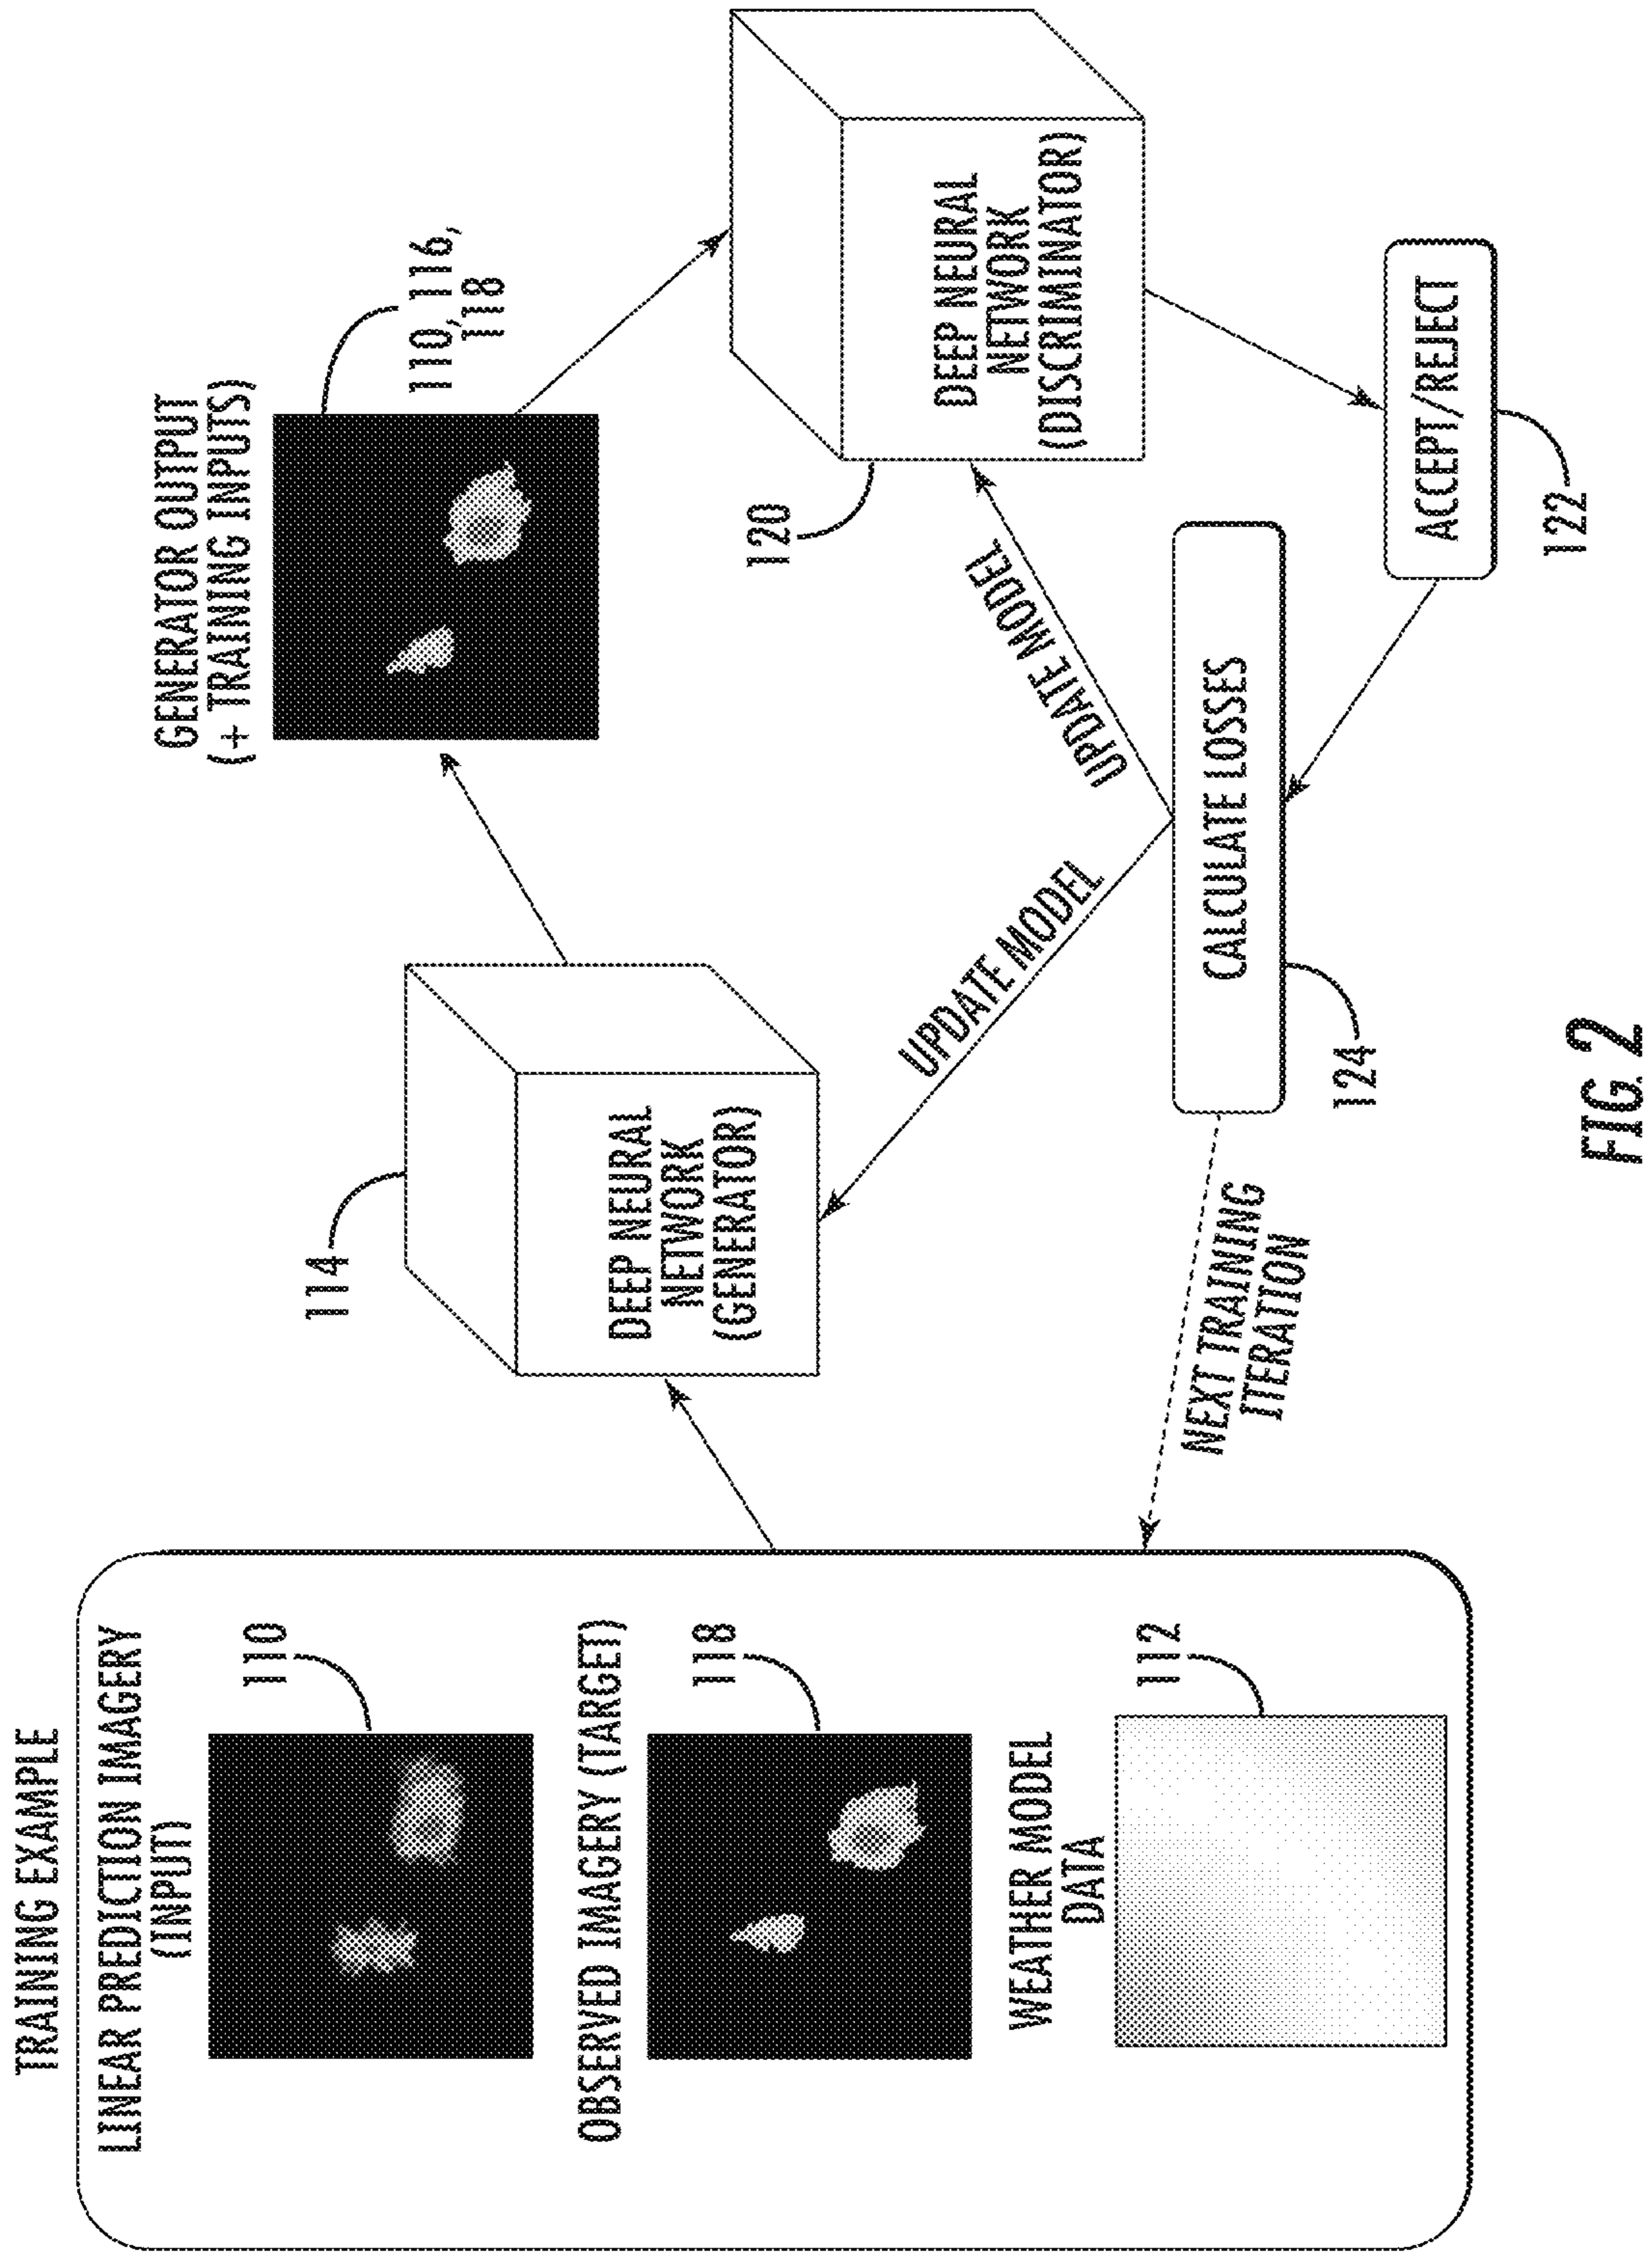 TRAINING EXAMPLE
LINEAR PREDICTION IMAGERY
(INPUT)
110
OBSERVED IMAGERY (TARGET)
118
WEATHER MODEL
DATA
112
114
DEEP NEURAL
NETWORK
(GENERATOR)
GENERATOR OUTPUT
(+ TRAINING INPUTS)
110, 116,
118
120
DEEP NEURAL
NETWORK
(DISCRIMINATOR)
UPDATE MODEL
UPDATE MODEL
ACCEPT/REJECT
122
CALCULATE LOSSES
124
NEXT TRAINING
ITERATION
FIG. 2